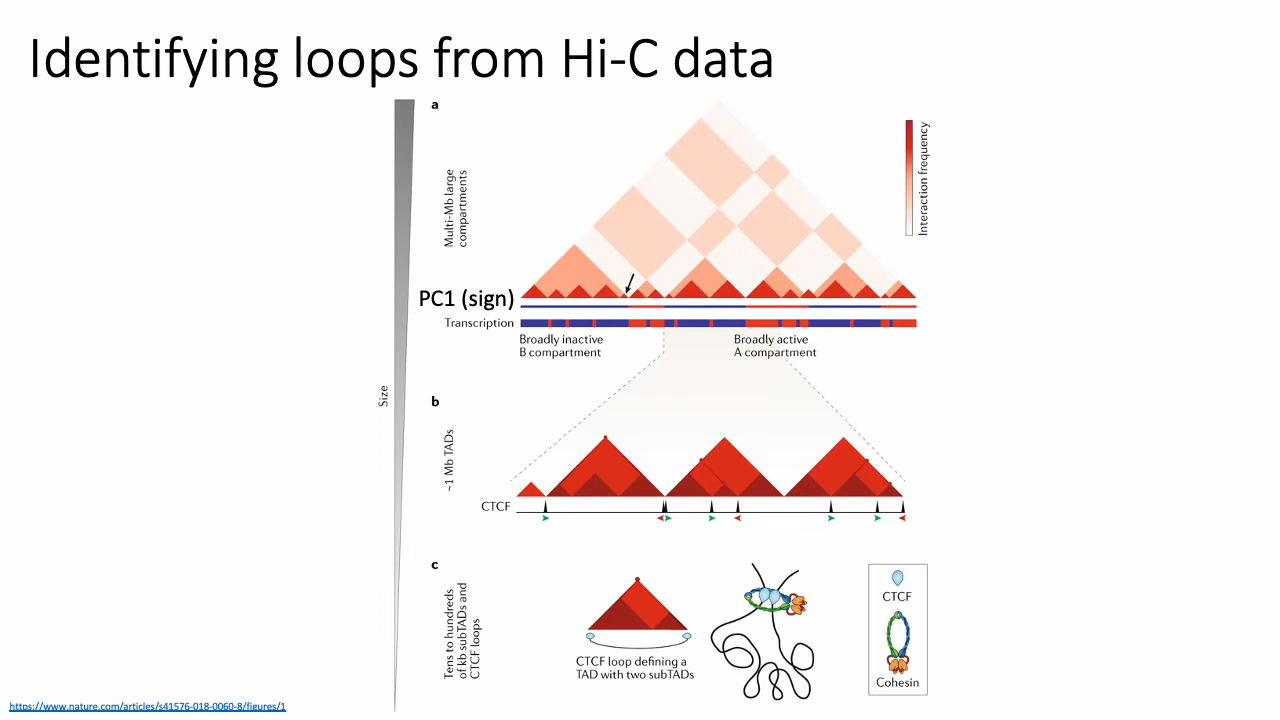 Identifying loops from Hi-C data
a
Multi-Mb large
compartments
Interaction frequency
PC1 (sign)
Transcription
Broadly inactive
B compartment
Broadly active
A compartment
Size
b
~1 Mb TADs
CTCF
c
Tens to hundreds
of kb subTADs and
CTCF loops
CTCF loop defining a
TAD with two subTADs
CTCF
Cohesin
https://www.nature.com/articles/s41576-018-0060-8/figures/1